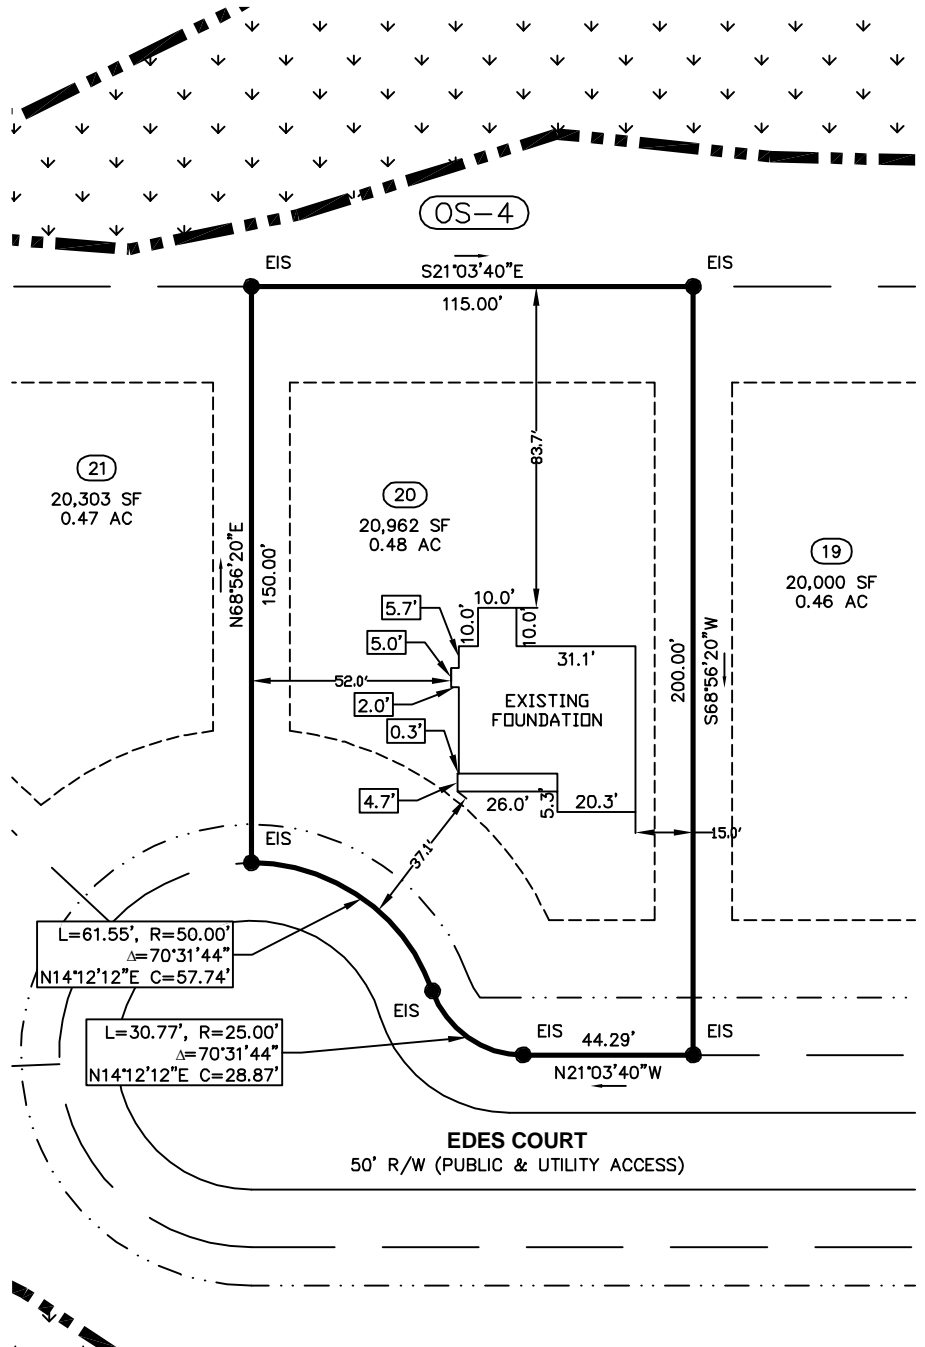 OS-4
EIS
EIS
S21°03'40"E
115.00'
83.7'
21
20,303 SF
0.47 AC
20
20,962 SF
0.48 AC
19
20,000 SF
0.46 AC
N68°56'20"E
150.00'
200.00'
S68°56'20"W
5.7'
10.0'
10.0'
10.0'
5.0'
31.1'
52.0'
2.0'
EXISTING
FOUNDATION
0.3'
4.7'
26.0'
5.3'
20.3'
15.0'
37.1'
EIS
L=61.55', R=50.00'
Δ=70°31'44"
N14°12'12"E C=57.74'
EIS
L=30.77', R=25.00'
Δ=70°31'44"
N14°12'12"E C=28.87'
EIS
44.29'
EIS
N21°03'40"W
EDES COURT
50' R/W (PUBLIC & UTILITY ACCESS)